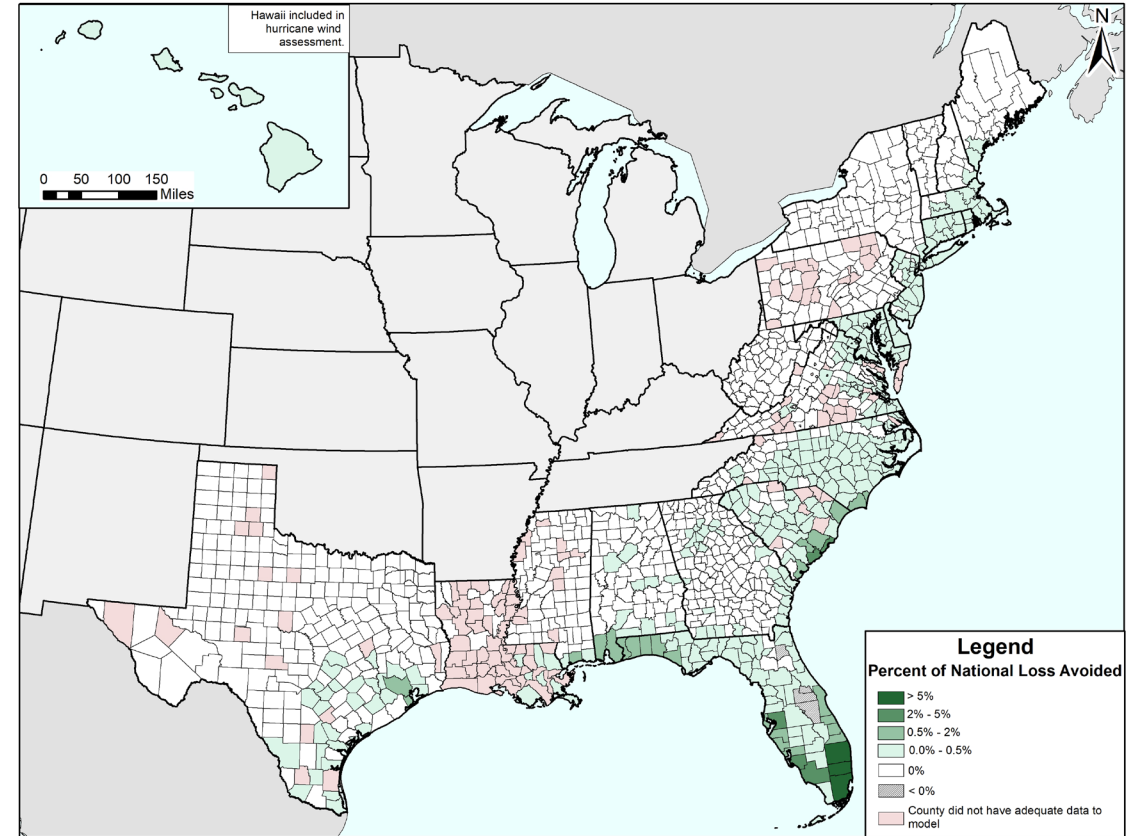 Hawaii included in
hurricane wind
assessment.
N
0 50 100 150
Miles
Legend
Percent of National Loss Avoided
> 5%
2% - 5%
0.5% - 2%
0.0% - 0.5%
0%
< 0%
County did not have adequate data to
model